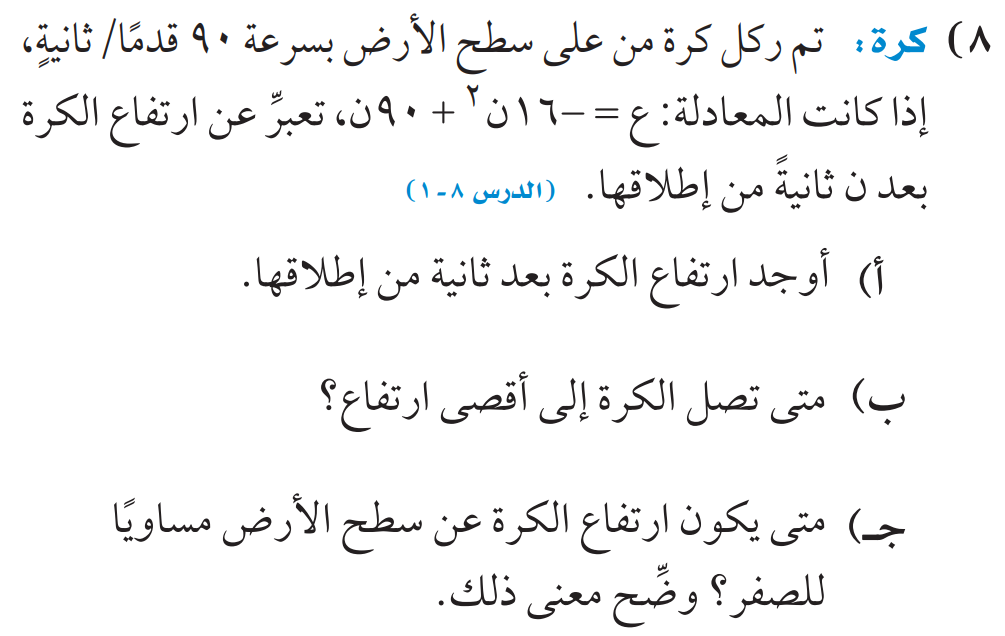 ٨) كرة: تم ركل كرة من على سطح الأرض بسرعة ٩٠ قدمًا/ ثانيةٍ،
إذا كانت المعادلة: ع = –١٦ن٢ + ٩٠ن، تعبرِّ عن ارتفاع الكرة
بعد ن ثانيةً من إطلاقها. (الدرس ٨-١)
أ) أوجد ارتفاع الكرة بعد ثانية من إطلاقها.
ب) متى تصل الكرة إلى أقصى ارتفاع؟
جـ) متى يكون ارتفاع الكرة عن سطح الأرض مساويًا
للصفر؟ وضِّح معنى ذلك.